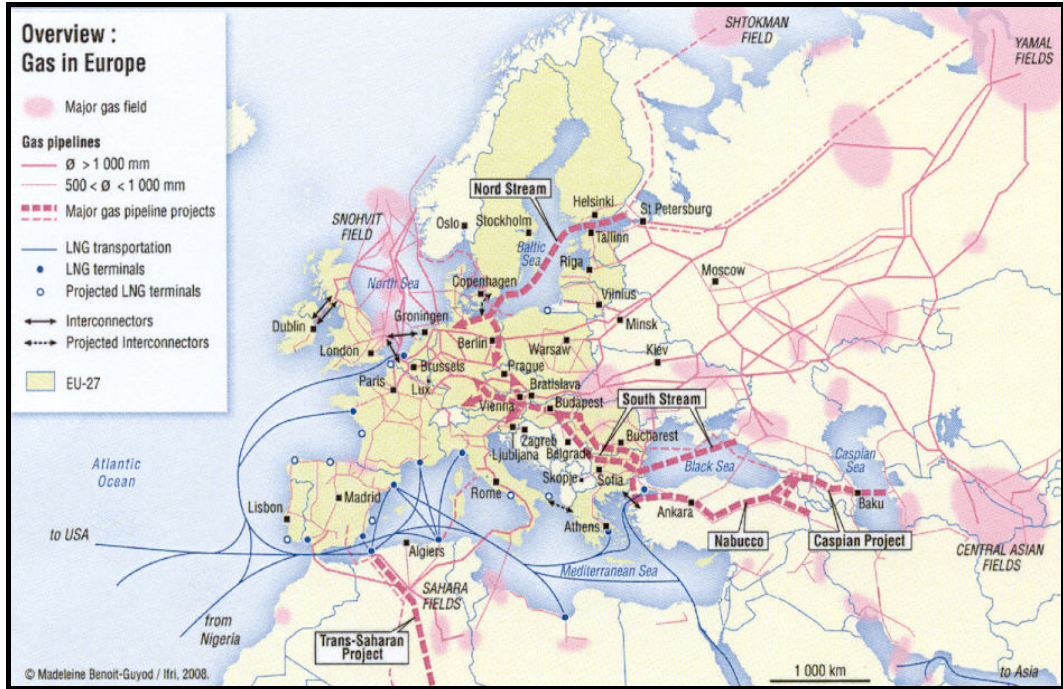 Overview :
Gas in Europe
Major gas field
Gas pipelines
Ø > 1 000 mm
500 < Ø < 1 000 mm
Major gas pipeline projects
LNG transportation
LNG terminals
Projected LNG terminals
Interconnectors
Projected Interconnectors
EU-27
SHTOKMAN
FIELD
YAMAL
FIELDS
SNOHVIT
FIELD
Nord Stream
Helsinki
St Petersburg
Oslo
Stockholm
Tallinn
Baltic
Sea
Riga
Moscow
North Sea
Copenhagen
Vilnius
Minsk
Dublin
Groningen
London
Berlin
Warsaw
Kiev
Brussels
Prague
Paris
Lux
Bratislava
Vienna
Budapest
South Stream
Zagreb
Ljubljana
Belgrade
Bucharest
Black Sea
Caspian
Sea
Skopje
Sofia
Atlantic
Ocean
Madrid
Rome
Lisbon
Ankara
Baku
Athens
Nabucco
Caspian Project
to USA
Algiers
CENTRAL ASIAN
FIELDS
Mediterranean Sea
SAHARA
FIELDS
from
Nigeria
Trans-Saharan
Project
1 000 km
to Asia
© Madeleine Benoit-Guyod / Ifri, 2008.